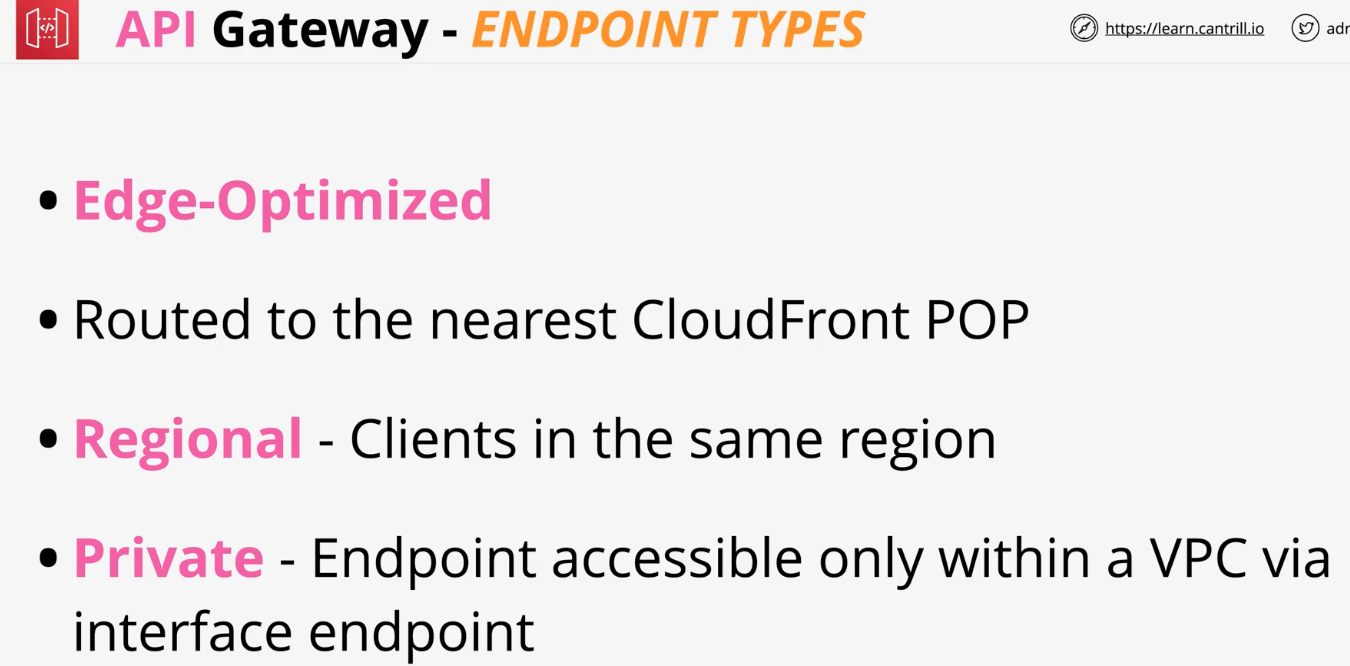 API Gateway - ENDPOINT TYPES
https://learn.cantrill.io
• Edge-Optimized
• Routed to the nearest CloudFront POP
• Regional - Clients in the same region
• Private - Endpoint accessible only within a VPC via
interface endpoint